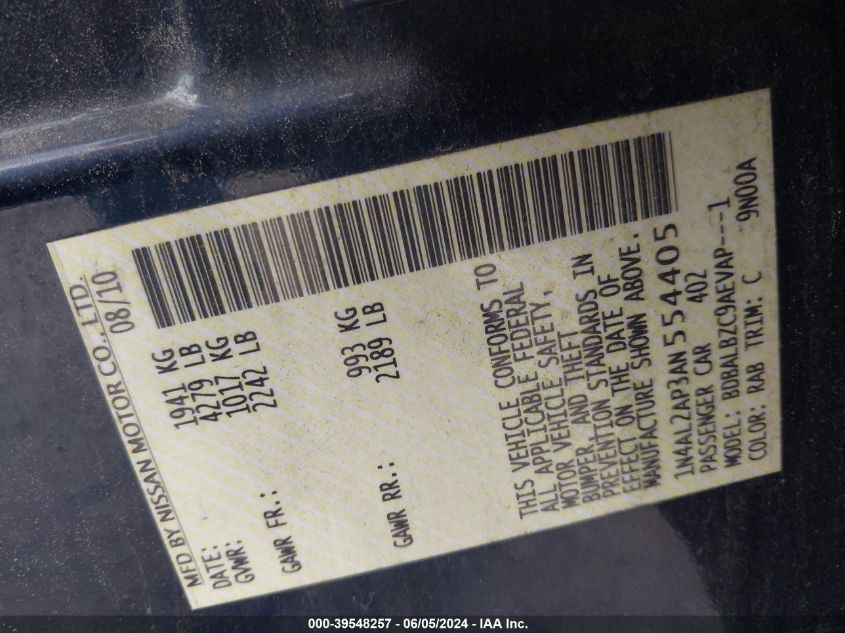 MFD BY NISSAN MOTOR CO., LTD.
DATE: 08/10
GVWR: 1941 KG
4279 LB
GAWR FR.: 1017 KG
2242 LB
GAWR RR.: 993 KG
2189 LB
THIS VEHICLE CONFORMS TO
ALL APPLICABLE FEDERAL
MOTOR VEHICLE SAFETY,
BUMPER, AND THEFT
PREVENTION STANDARDS IN
EFFECT ON THE DATE OF
MANUFACTURE SHOWN ABOVE.
1N4AL2AP3AN554405
PASSENGER CAR 402
MODEL: BDBALBZC9AEVAP---1
COLOR: RAB TRIM: C 9N00A
000-39548257 - 06/05/2024 - IAA Inc.